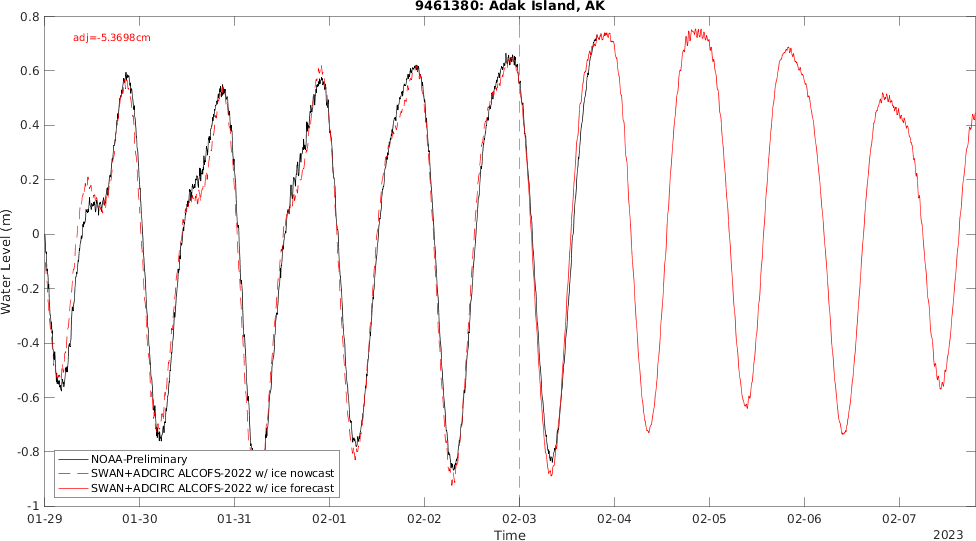 9461380: Adak Island, AK
adj=-5.3698cm
0.8
0.6
0.4
0.2
0
-0.2
-0.4
-0.6
-0.8
-1
Water Level (m)
NOAA-Preliminary
SWAN+ADCIRC ALCOFS-2022 w/ ice nowcast
SWAN+ADCIRC ALCOFS-2022 w/ ice forecast
01-29 01-30 01-31 02-01 02-02 02-03 02-04 02-05 02-06 02-07
Time
2023